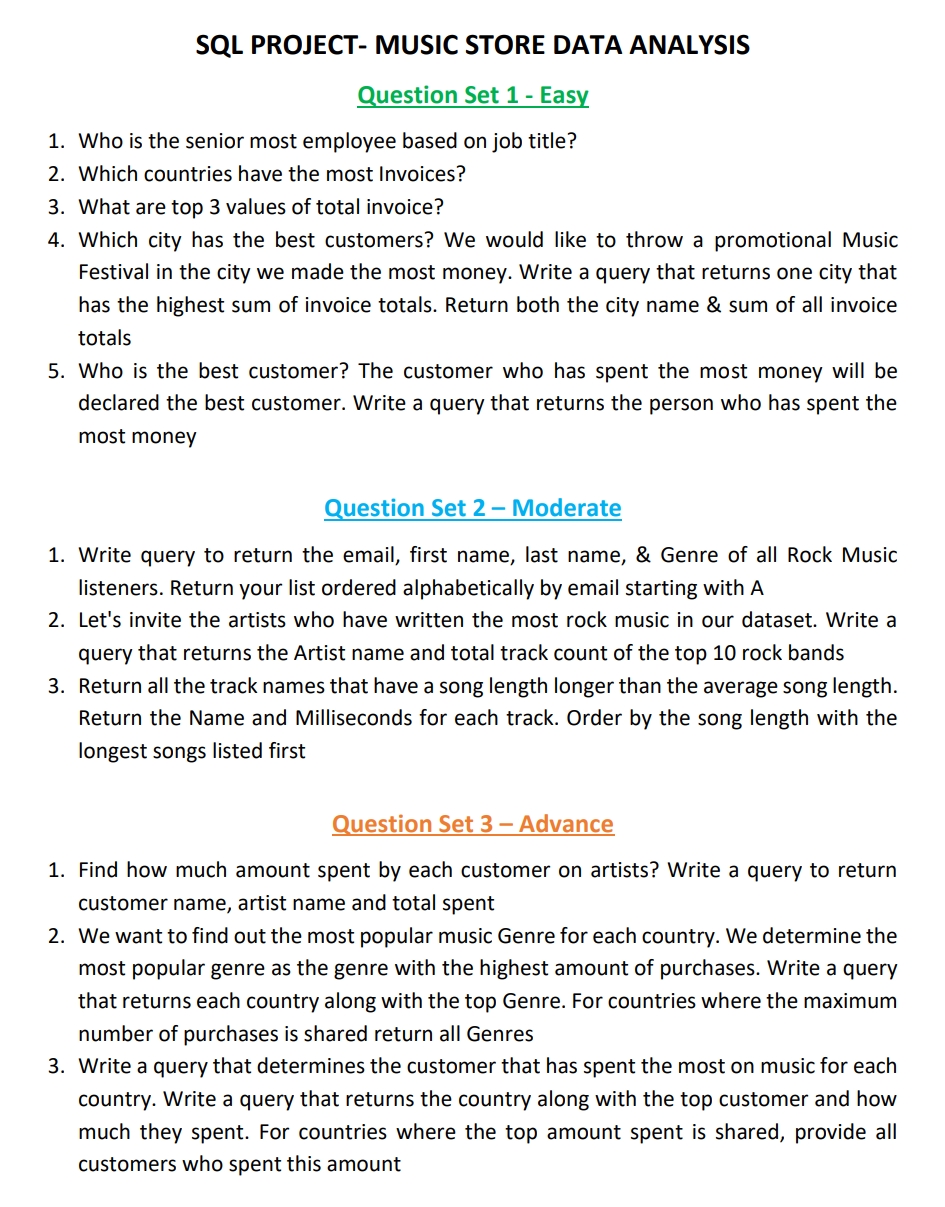 SQL PROJECT- MUSIC STORE DATA ANALYSIS
Question Set 1 - Easy
1. Who is the senior most employee based on job title?
2. Which countries have the most Invoices?
3. What are top 3 values of total invoice?
4. Which city has the best customers? We would like to throw a promotional Music
Festival in the city we made the most money. Write a query that returns one city that
has the highest sum of invoice totals. Return both the city name & sum of all invoice
totals
5. Who is the best customer? The customer who has spent the most money will be
declared the best customer. Write a query that returns the person who has spent the
most money
Question Set 2 – Moderate
1. Write query to return the email, first name, last name, & Genre of all Rock Music
listeners. Return your list ordered alphabetically by email starting with A
2. Let's invite the artists who have written the most rock music in our dataset. Write a
query that returns the Artist name and total track count of the top 10 rock bands
3. Return all the track names that have a song length longer than the average song length.
Return the Name and Milliseconds for each track. Order by the song length with the
longest songs listed first
Question Set 3 – Advance
1. Find how much amount spent by each customer on artists? Write a query to return
customer name, artist name and total spent
2. We want to find out the most popular music Genre for each country. We determine the
most popular genre as the genre with the highest amount of purchases. Write a query
that returns each country along with the top Genre. For countries where the maximum
number of purchases is shared return all Genres
3. Write a query that determines the customer that has spent the most on music for each
country. Write a query that returns the country along with the top customer and how
much they spent. For countries where the top amount spent is shared, provide all
customers who spent this amount